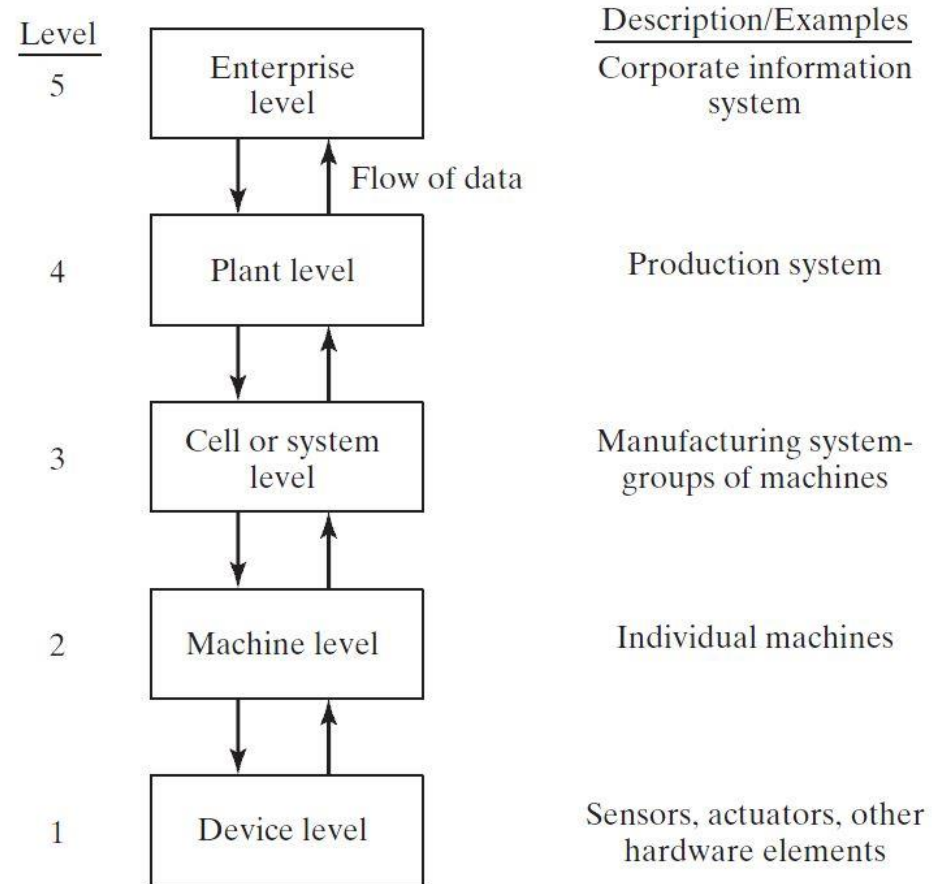 Level
Description/Examples
5
Enterprise
level
Corporate information
system
Flow of data
4
Plant level
Production system
3
Cell or system
level
Manufacturing system-
groups of machines
2
Machine level
Individual machines
1
Device level
Sensors, actuators, other
hardware elements